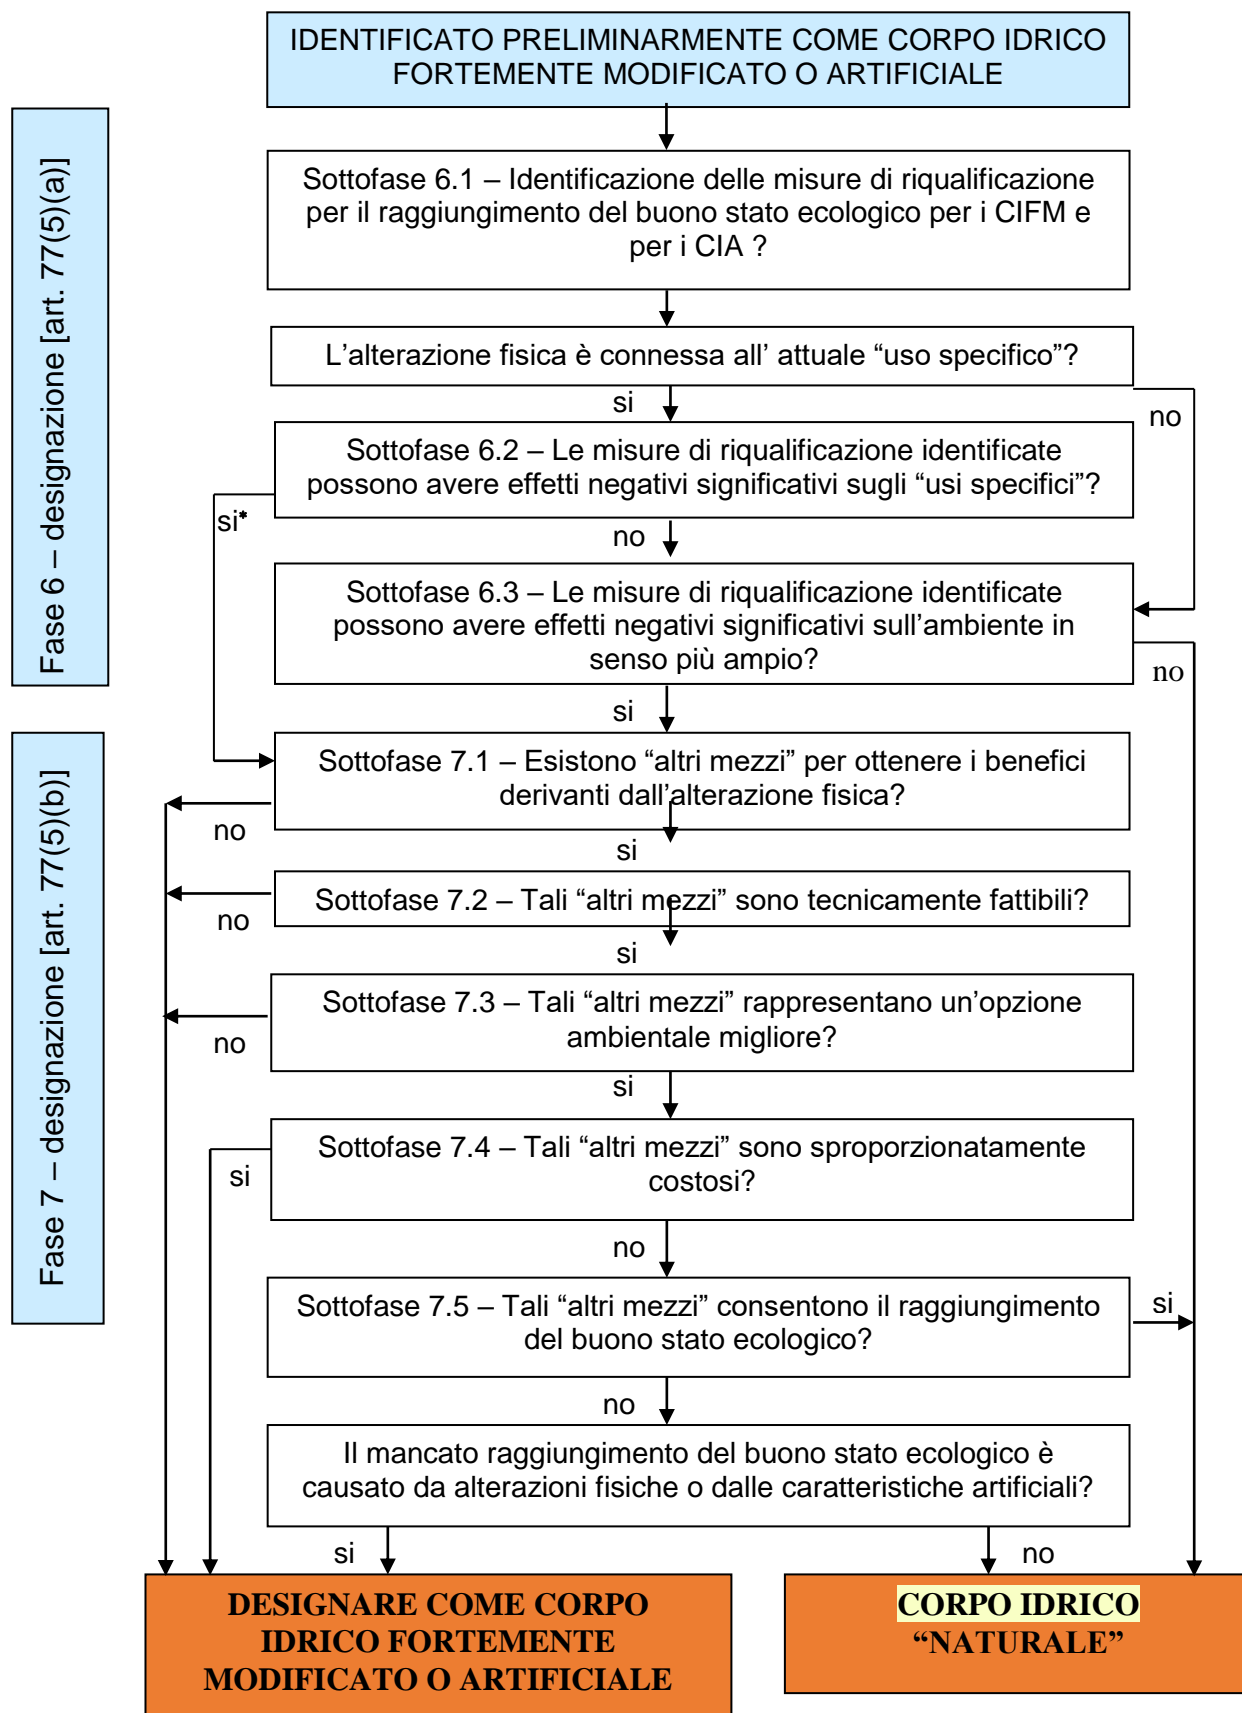 IDENTIFICATO PRELIMINARMENTE COME CORPO IDRICO
FORTEMENTE MODIFICATO O ARTIFICIALE
Fase 6 – designazione [art. 77(5)(a)]
Sottofase 6.1 – Identificazione delle misure di riqualificazione
per il raggiungimento del buono stato ecologico per i CIFM e
per i CIA ?
L’alterazione fisica è connessa all’ attuale “uso specifico”?
si
no
Sottofase 6.2 – Le misure di riqualificazione identificate
possono avere effetti negativi significativi sugli “usi specifici”?
si*
no
Sottofase 6.3 – Le misure di riqualificazione identificate
possono avere effetti negativi significativi sull’ambiente in
senso più ampio?
no
si
Fase 7 – designazione [art. 77(5)(b)]
Sottofase 7.1 – Esistono “altri mezzi” per ottenere i benefici
derivanti dall’alterazione fisica?
no
si
Sottofase 7.2 – Tali “altri mezzi” sono tecnicamente fattibili?
no
si
Sottofase 7.3 – Tali “altri mezzi” rappresentano un’opzione
ambientale migliore?
no
si
Sottofase 7.4 – Tali “altri mezzi” sono sproporzionatamente
costosi?
si
no
Sottofase 7.5 – Tali “altri mezzi” consentono il raggiungimento
del buono stato ecologico?
si
no
Il mancato raggiungimento del buono stato ecologico è
causato da alterazioni fisiche o dalle caratteristiche artificiali?
si
no
DESIGNARE COME CORPO
IDRICO FORTEMENTE
MODIFICATO O ARTIFICIALE
CORPO IDRICO
“NATURALE”